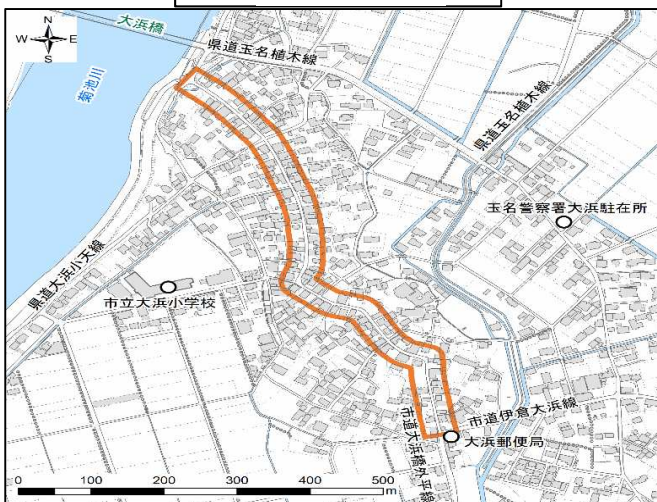 N
W E
S
大浜橋
県道玉名植木線
菊池川
県道玉名植木線
玉名警察署大浜駐在所
県道大浜小天線
市立大浜小学校
市道伊倉大浜線
大浜郵便局
市道大浜橋外平線
0 100 200 300 400 500
m